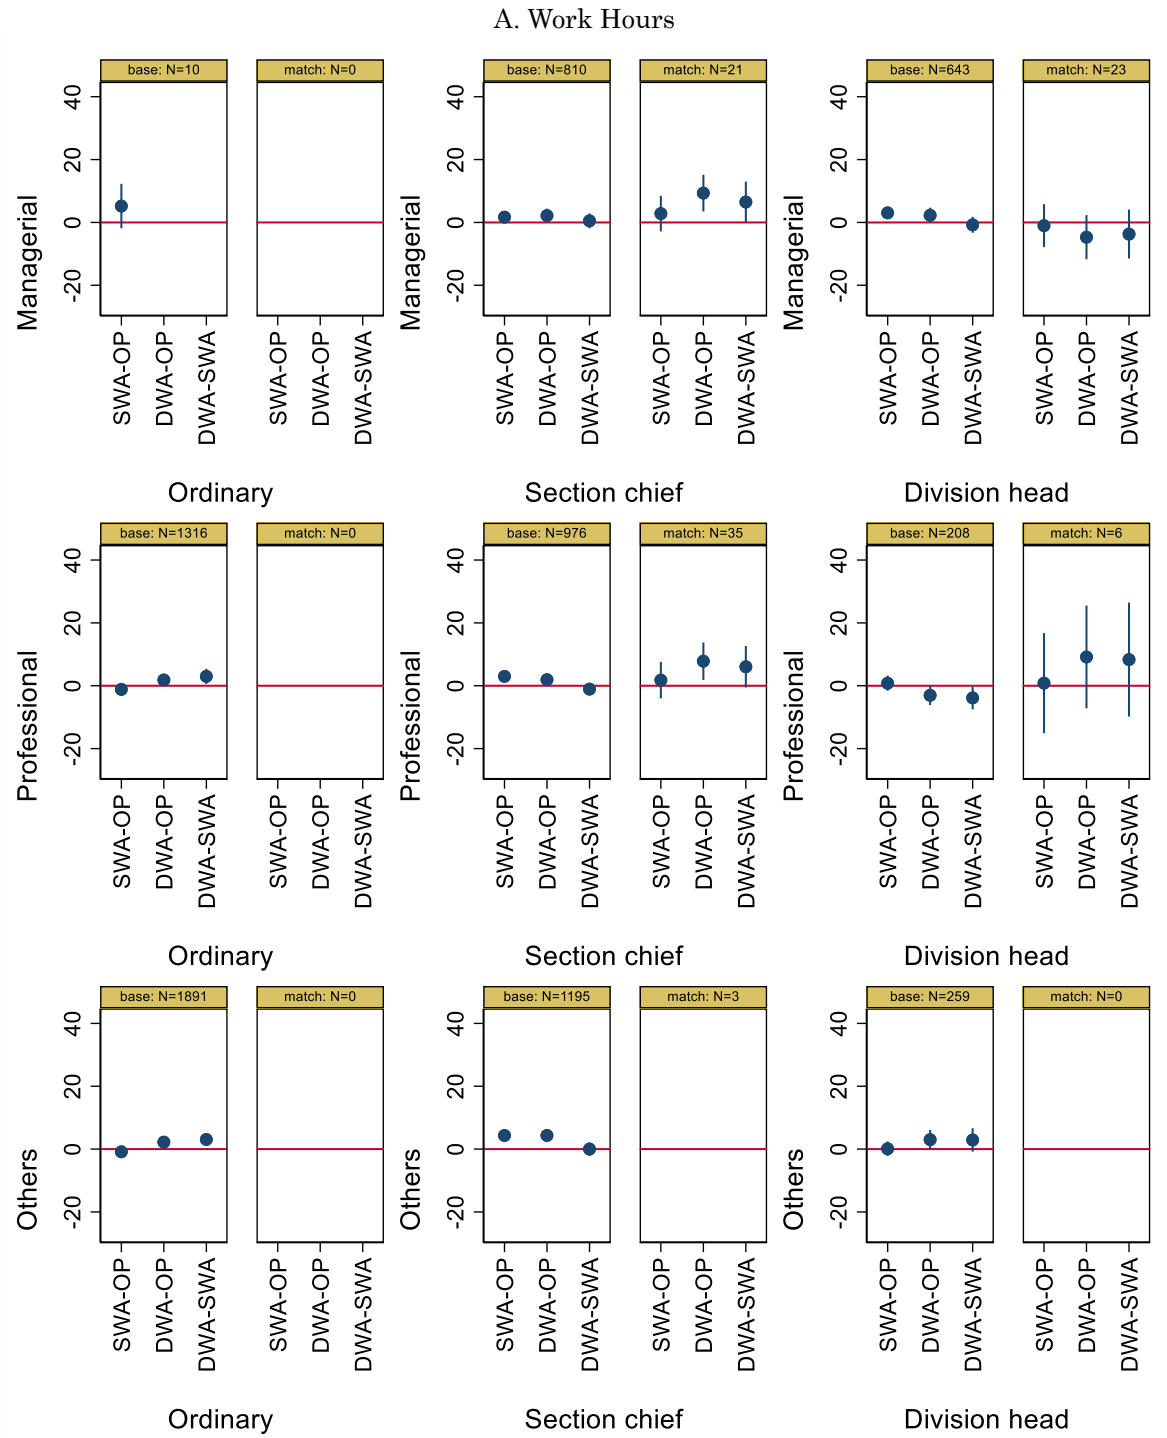 A. Work Hours
base: N=10
match: N=0
base: N=810
match: N=21
base: N=643
match: N=23
40
20
0
-20
Managerial
40
20
0
-20
Managerial
40
20
0
-20
Managerial
SWA-OP
DWA-OP
DWA-SWA
SWA-OP
DWA-OP
DWA-SWA
SWA-OP
DWA-OP
DWA-SWA
SWA-OP
DWA-OP
DWA-SWA
SWA-OP
DWA-OP
DWA-SWA
SWA-OP
DWA-OP
DWA-SWA
Ordinary
Section chief
Division head
base: N=1316
match: N=0
base: N=976
match: N=35
base: N=208
match: N=6
40
20
0
-20
Professional
40
20
0
-20
Professional
40
20
0
-20
Professional
SWA-OP
DWA-OP
DWA-SWA
SWA-OP
DWA-OP
DWA-SWA
SWA-OP
DWA-OP
DWA-SWA
SWA-OP
DWA-OP
DWA-SWA
SWA-OP
DWA-OP
DWA-SWA
SWA-OP
DWA-OP
DWA-SWA
Ordinary
Section chief
Division head
base: N=1891
match: N=0
base: N=1195
match: N=3
base: N=259
match: N=0
40
20
0
-20
Others
40
20
0
-20
Others
40
20
0
-20
Others
SWA-OP
DWA-OP
DWA-SWA
SWA-OP
DWA-OP
DWA-SWA
SWA-OP
DWA-OP
DWA-SWA
SWA-OP
DWA-OP
DWA-SWA
SWA-OP
DWA-OP
DWA-SWA
SWA-OP
DWA-OP
DWA-SWA
Ordinary
Section chief
Division head